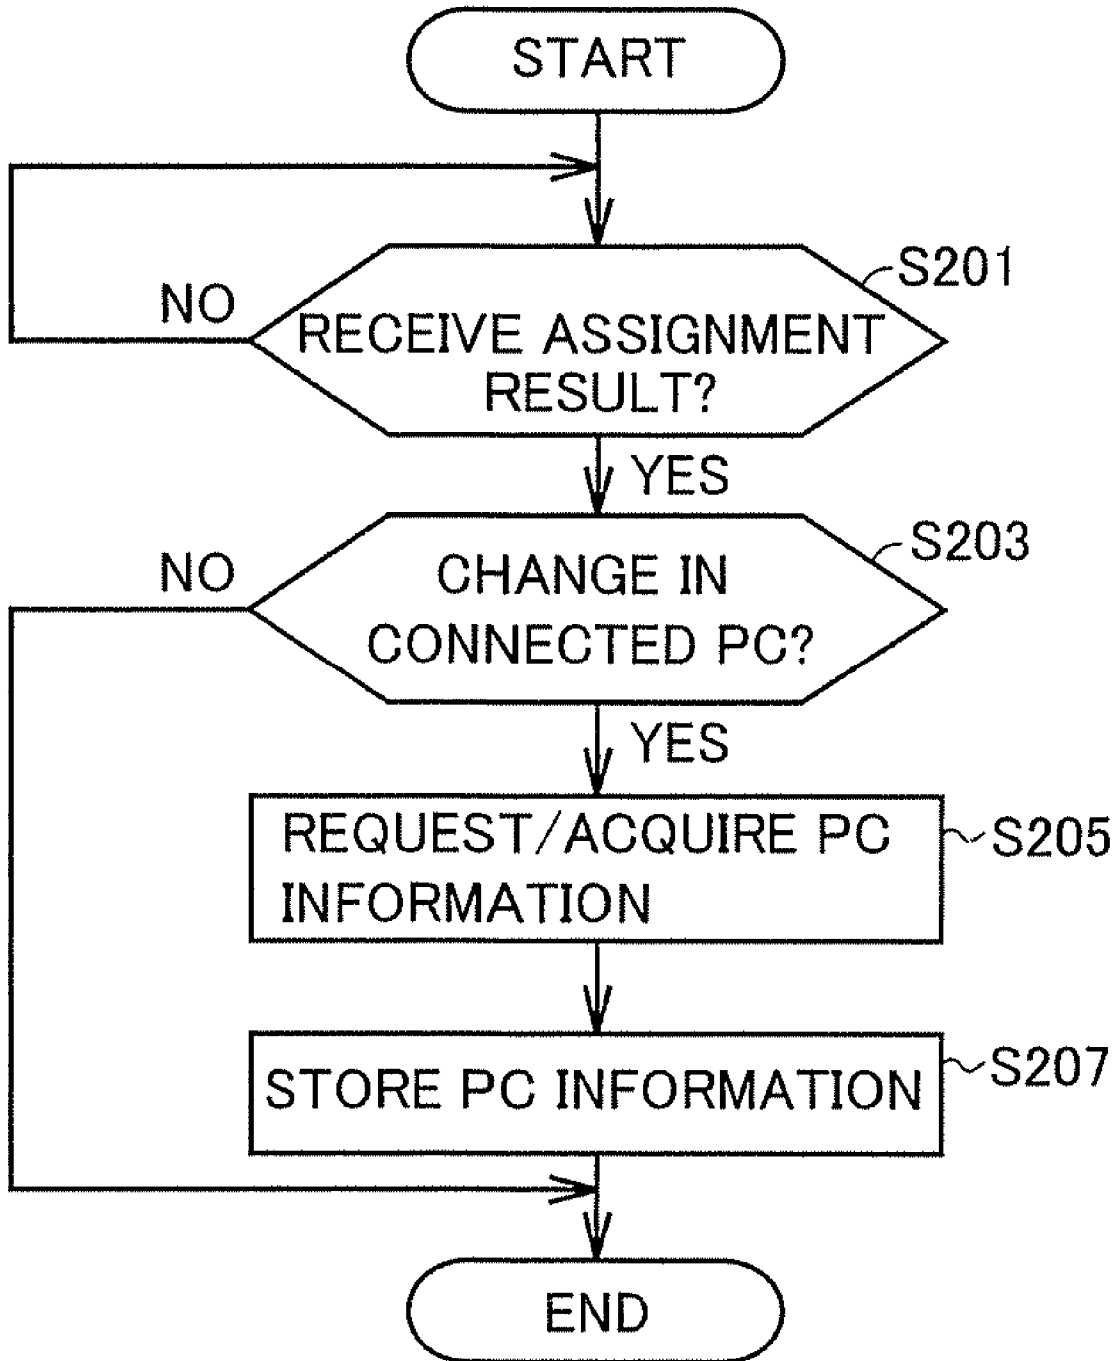 START
S201
NO
RECEIVE ASSIGNMENT
RESULT?
YES
S203
NO
CHANGE IN
CONNECTED PC?
YES
REQUEST/ACQUIRE PC
INFORMATION
S205
STORE PC INFORMATION
S207
END